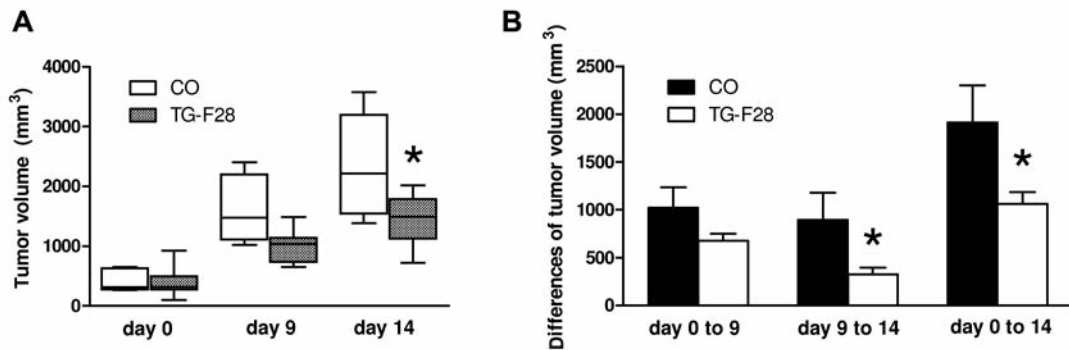 A
Tumor volume (mm³)
4000
3000
2000
1000
0
CO
TG-F28
*
day 0
day 9
day 14
B
Differences of tumor volume (mm³)
2500
2000
1500
1000
500
0
CO
TG-F28
*
*
day 0 to 9
day 9 to 14
day 0 to 14